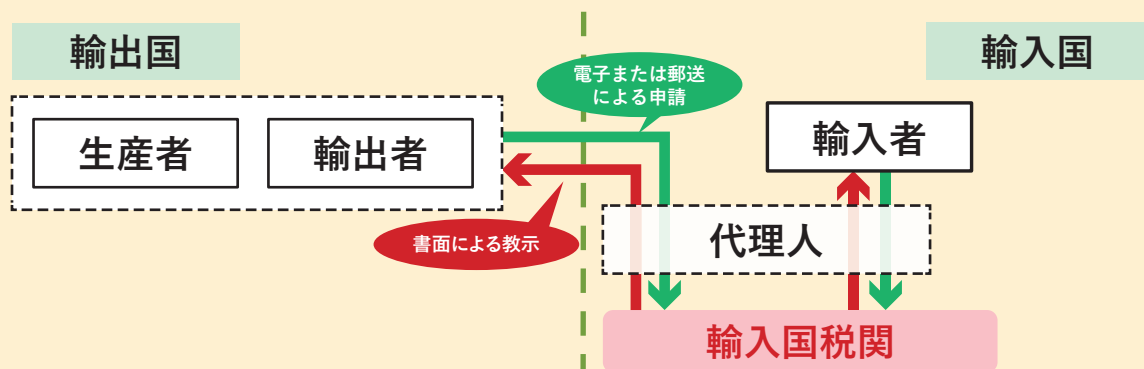 輸出国
輸入国
電子または郵送
による申請
生産者
輸出者
輸入者
書面による教示
代理人
輸入国税関